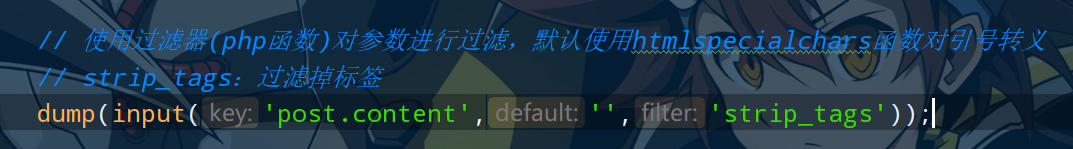 // 使用过滤器(php函数)对参数进行过滤，默认使用htmlspecialchars函数对引号转义
// strip_tags：过滤掉标签
dump(input( key: 'post.content', default: '', filter: 'strip_tags'));